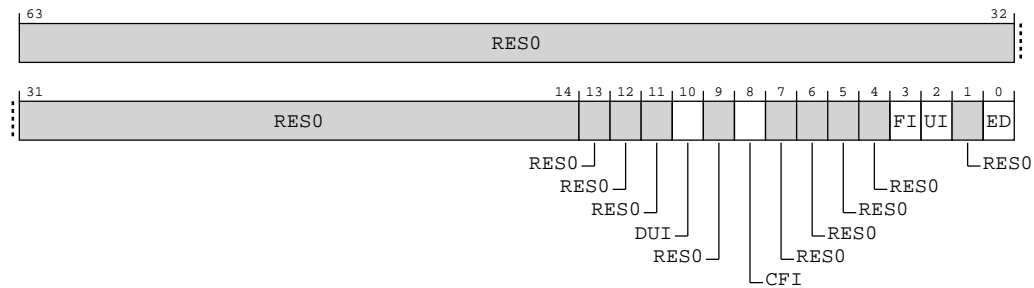 63 32
RES0
31 14 13 12 11 10 9 8 7 6 5 4 3 2 1 0
RES0 FI UI ED
RES0 RES0
RES0 RES0
RES0 RES0
DUI RES0
RES0 RES0
CFI